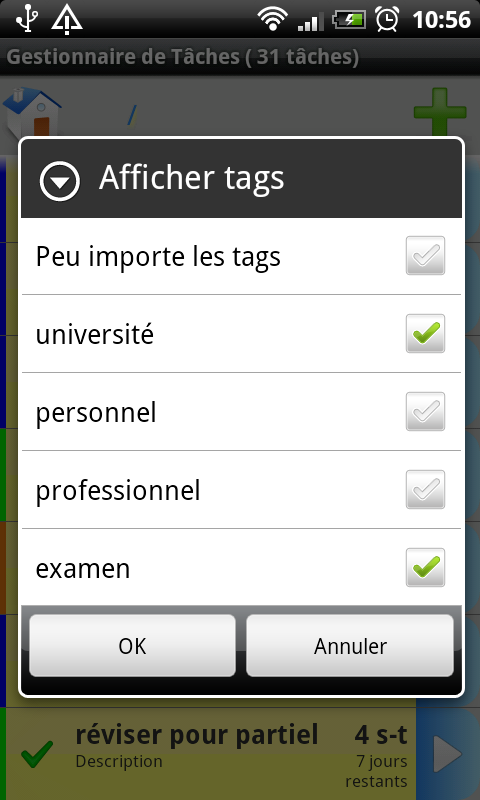 10:56
Gestionnaire de Tâches ( 31 tâches)
/
Afficher tags
Peu importe les tags
université
personnel
professionnel
examen
OK Annuler
réviser pour partiel 4 s-t
Description 7 jours
restants